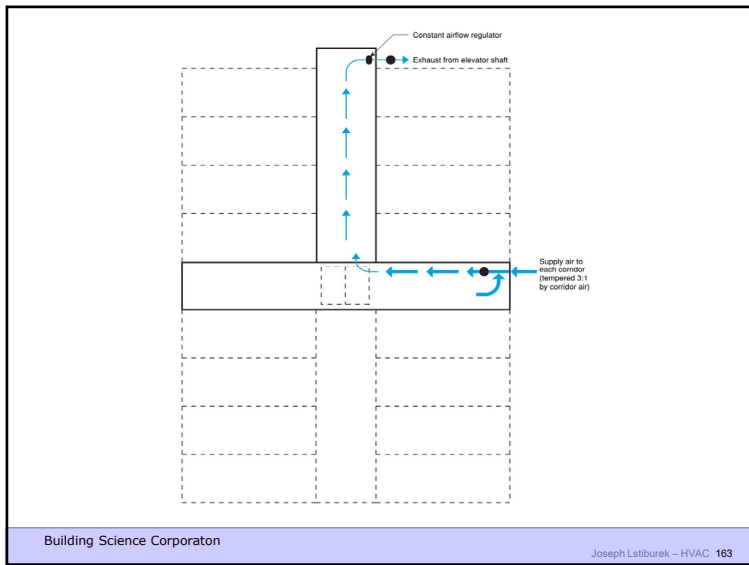 Constant airflow regulator
Exhaust from elevator shaft
Supply air to
each corridor
(tempered 3:1
by corridor air)
Building Science Corporaton
Joseph Lstiburek – HVAC 163